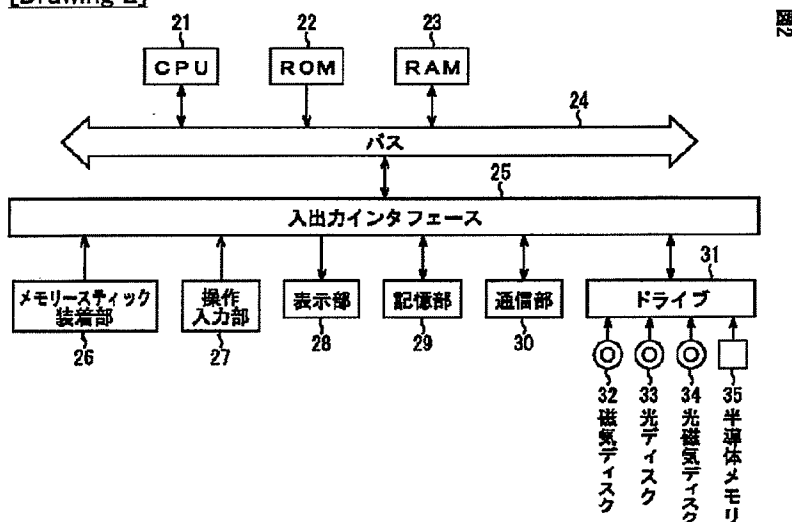 [Drawing 2]
図2
21
22
23
CPU
ROM
RAM
24
バス
25
入出力インタフェース
31
メモリースティック
装着部
操作
入力部
表示部
記憶部
通信部
ドライブ
26
27
28
29
30
32
33
34
35
磁気ディスク
光ディスク
光磁気ディスク
半導体メモリ